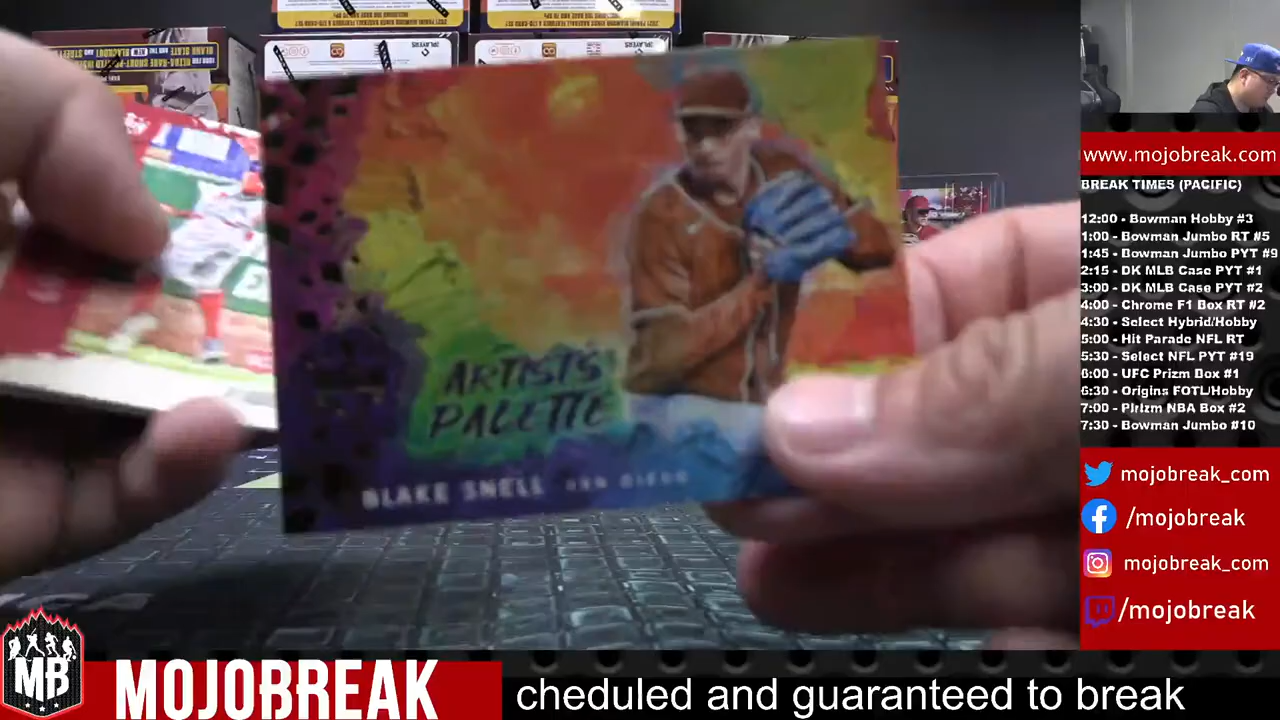 ARTIST'S
PALETTE
BLAKE SNELL SAN DIEGO
www.mojobreak.com
BREAK TIMES (PACIFIC)
12:00 - Bowman Hobby #3
1:00 - Bowman Jumbo RT #5
1:45 - Bowman Jumbo PYT #9
2:15 - DK MLB Case PYT #1
3:00 - DK MLB Case PYT #2
4:00 - Chrome F1 Box RT #2
4:30 - Select Hybrid/Hobby
5:00 - Hit Parade NFL RT
5:30 - Select NFL PYT #19
6:00 - UFC Prizm Box #1
6:30 - Origins FOTL/Hobby
7:00 - PIrizm NBA Box #2
7:30 - Bowman Jumbo #10
mojobreak_com
/mojobreak
mojobreak_com
/mojobreak
MB
MOJOBREAK
cheduled and guaranteed to break